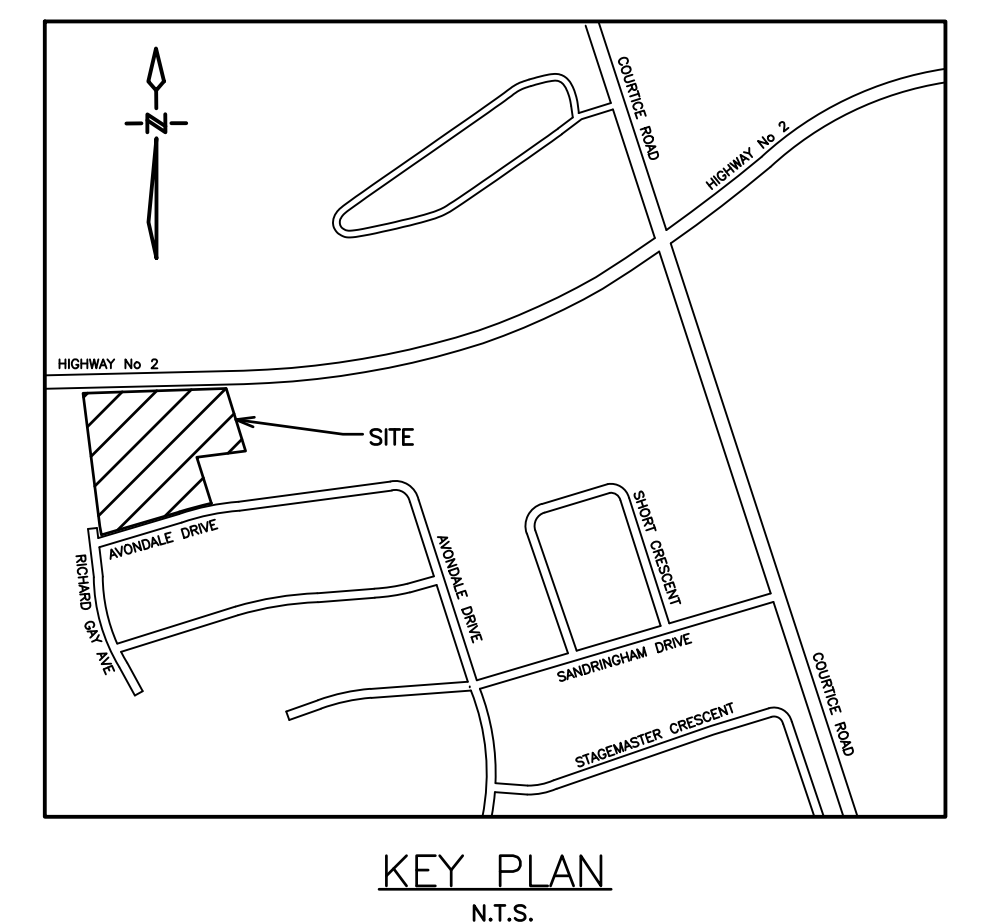 N
COURTICE ROAD
HIGHWAY No 2
HIGHWAY No 2
SITE
AVONDALE DRIVE
RICHARD GAY AVE
AVONDALE DRIVE
SHORT CRESCENT
SANDRINGHAM DRIVE
COURTICE ROAD
STAGEMASTER CRESCENT
KEY PLAN
N.T.S.